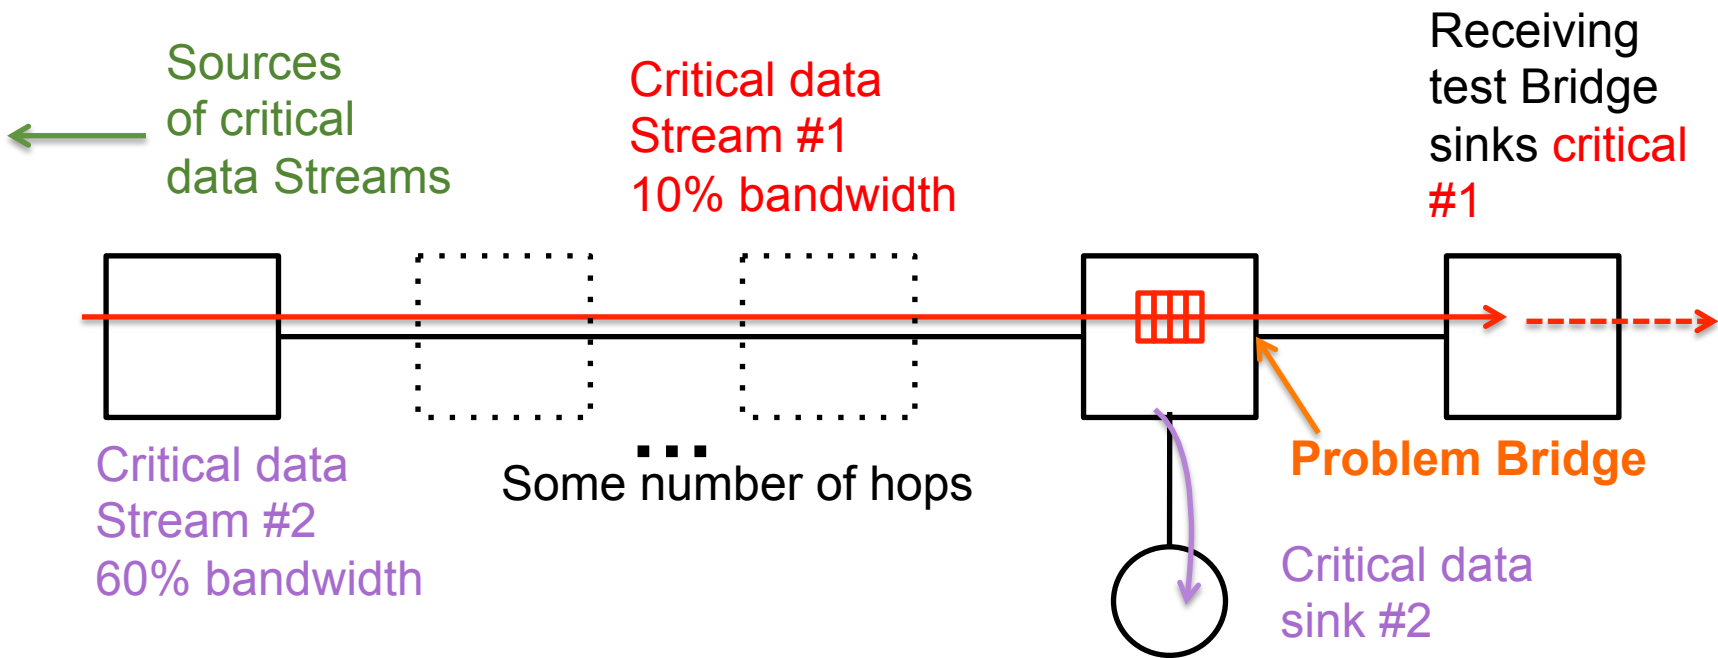 Sources
of critical
data Streams
Critical data
Stream #1
10% bandwidth
Receiving
test Bridge
sinks critical
#1
Critical data
Stream #2
60% bandwidth
...
Some number of hops
Problem Bridge
Critical data
sink #2